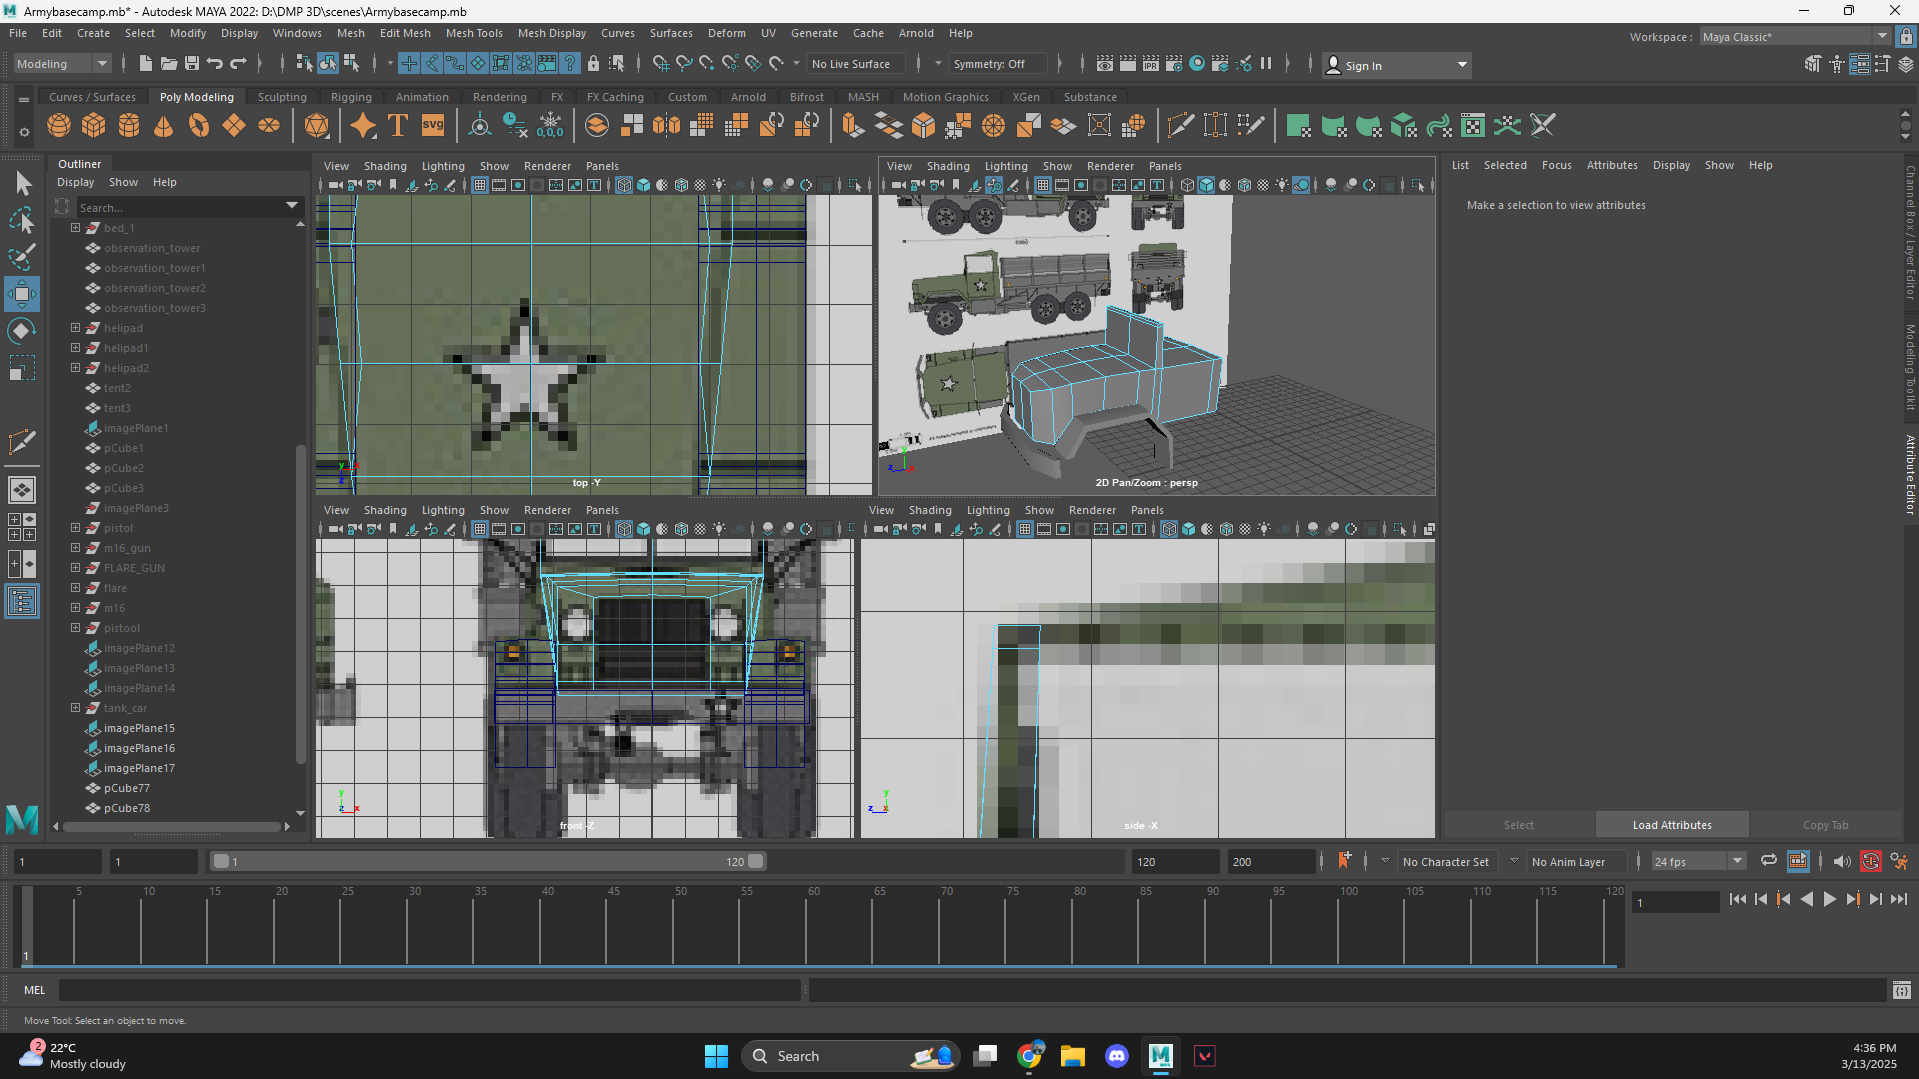 Armybasecamp.mb* - Autodesk MAYA 2022: D:\DMP 3D\scenes\Armybasecamp.mb
File Edit Create Select Modify Display Windows Mesh Edit Mesh Mesh Tools Mesh Display Curves Surfaces Deform UV Generate Cache Arnold Help
Workspace : Maya Classic*
Modeling No Live Surface Symmetry: Off Sign In
Curves / Surfaces Poly Modeling Sculpting Rigging Animation Rendering FX FX Caching Custom Arnold Bifrost MASH Motion Graphics XGen Substance
Outliner
Display Show Help
Search...
bed_1
observation_tower
observation_tower1
observation_tower2
observation_tower3
helipad
helipad1
helipad2
tent2
tent3
imagePlane1
pCube1
pCube2
pCube3
imagePlane3
pistol
m16_gun
FLARE_GUN
flare
m16
pistool
imagePlane12
imagePlane13
imagePlane14
tank_car
imagePlane15
imagePlane16
imagePlane17
pCube77
pCube78
View Shading Lighting Show Renderer Panels
top -Y
View Shading Lighting Show Renderer Panels
2D Pan/Zoom : persp
View Shading Lighting Show Renderer Panels
front -Z
View Shading Lighting Show Renderer Panels
side -X
List Selected Focus Attributes Display Show Help
Make a selection to view attributes
Select Load Attributes Copy Tab
Channel Box / Layer Editor
Modeling Toolkit
Attribute Editor
1 1 1 120 120 200 No Character Set No Anim Layer 24 fps
5 10 15 20 25 30 35 40 45 50 55 60 65 70 75 80 85 90 95 100 105 110 115 120
1
1
MEL
Move Tool: Select an object to move.
2
22°C
Mostly cloudy
Search
4:36 PM
3/13/2025